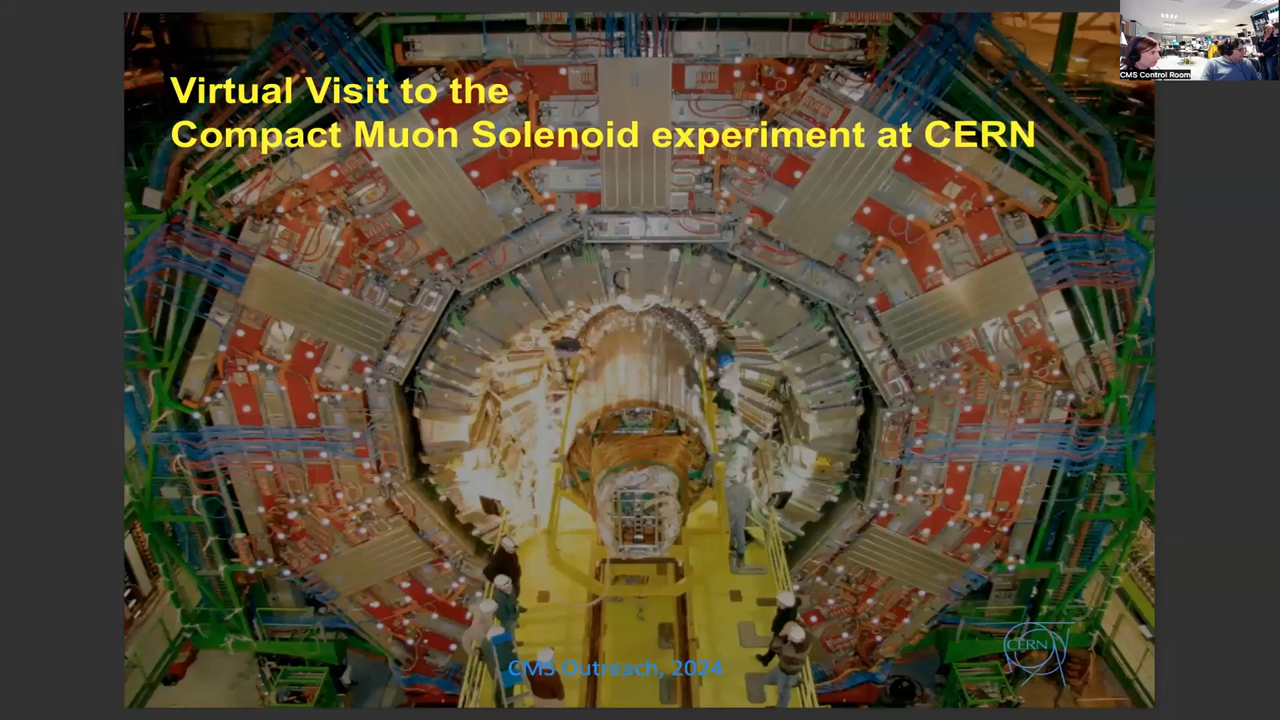 Virtual Visit to the
Compact Muon Solenoid experiment at CERN
CMS Control Room
CERN
CMS Outreach, 2024